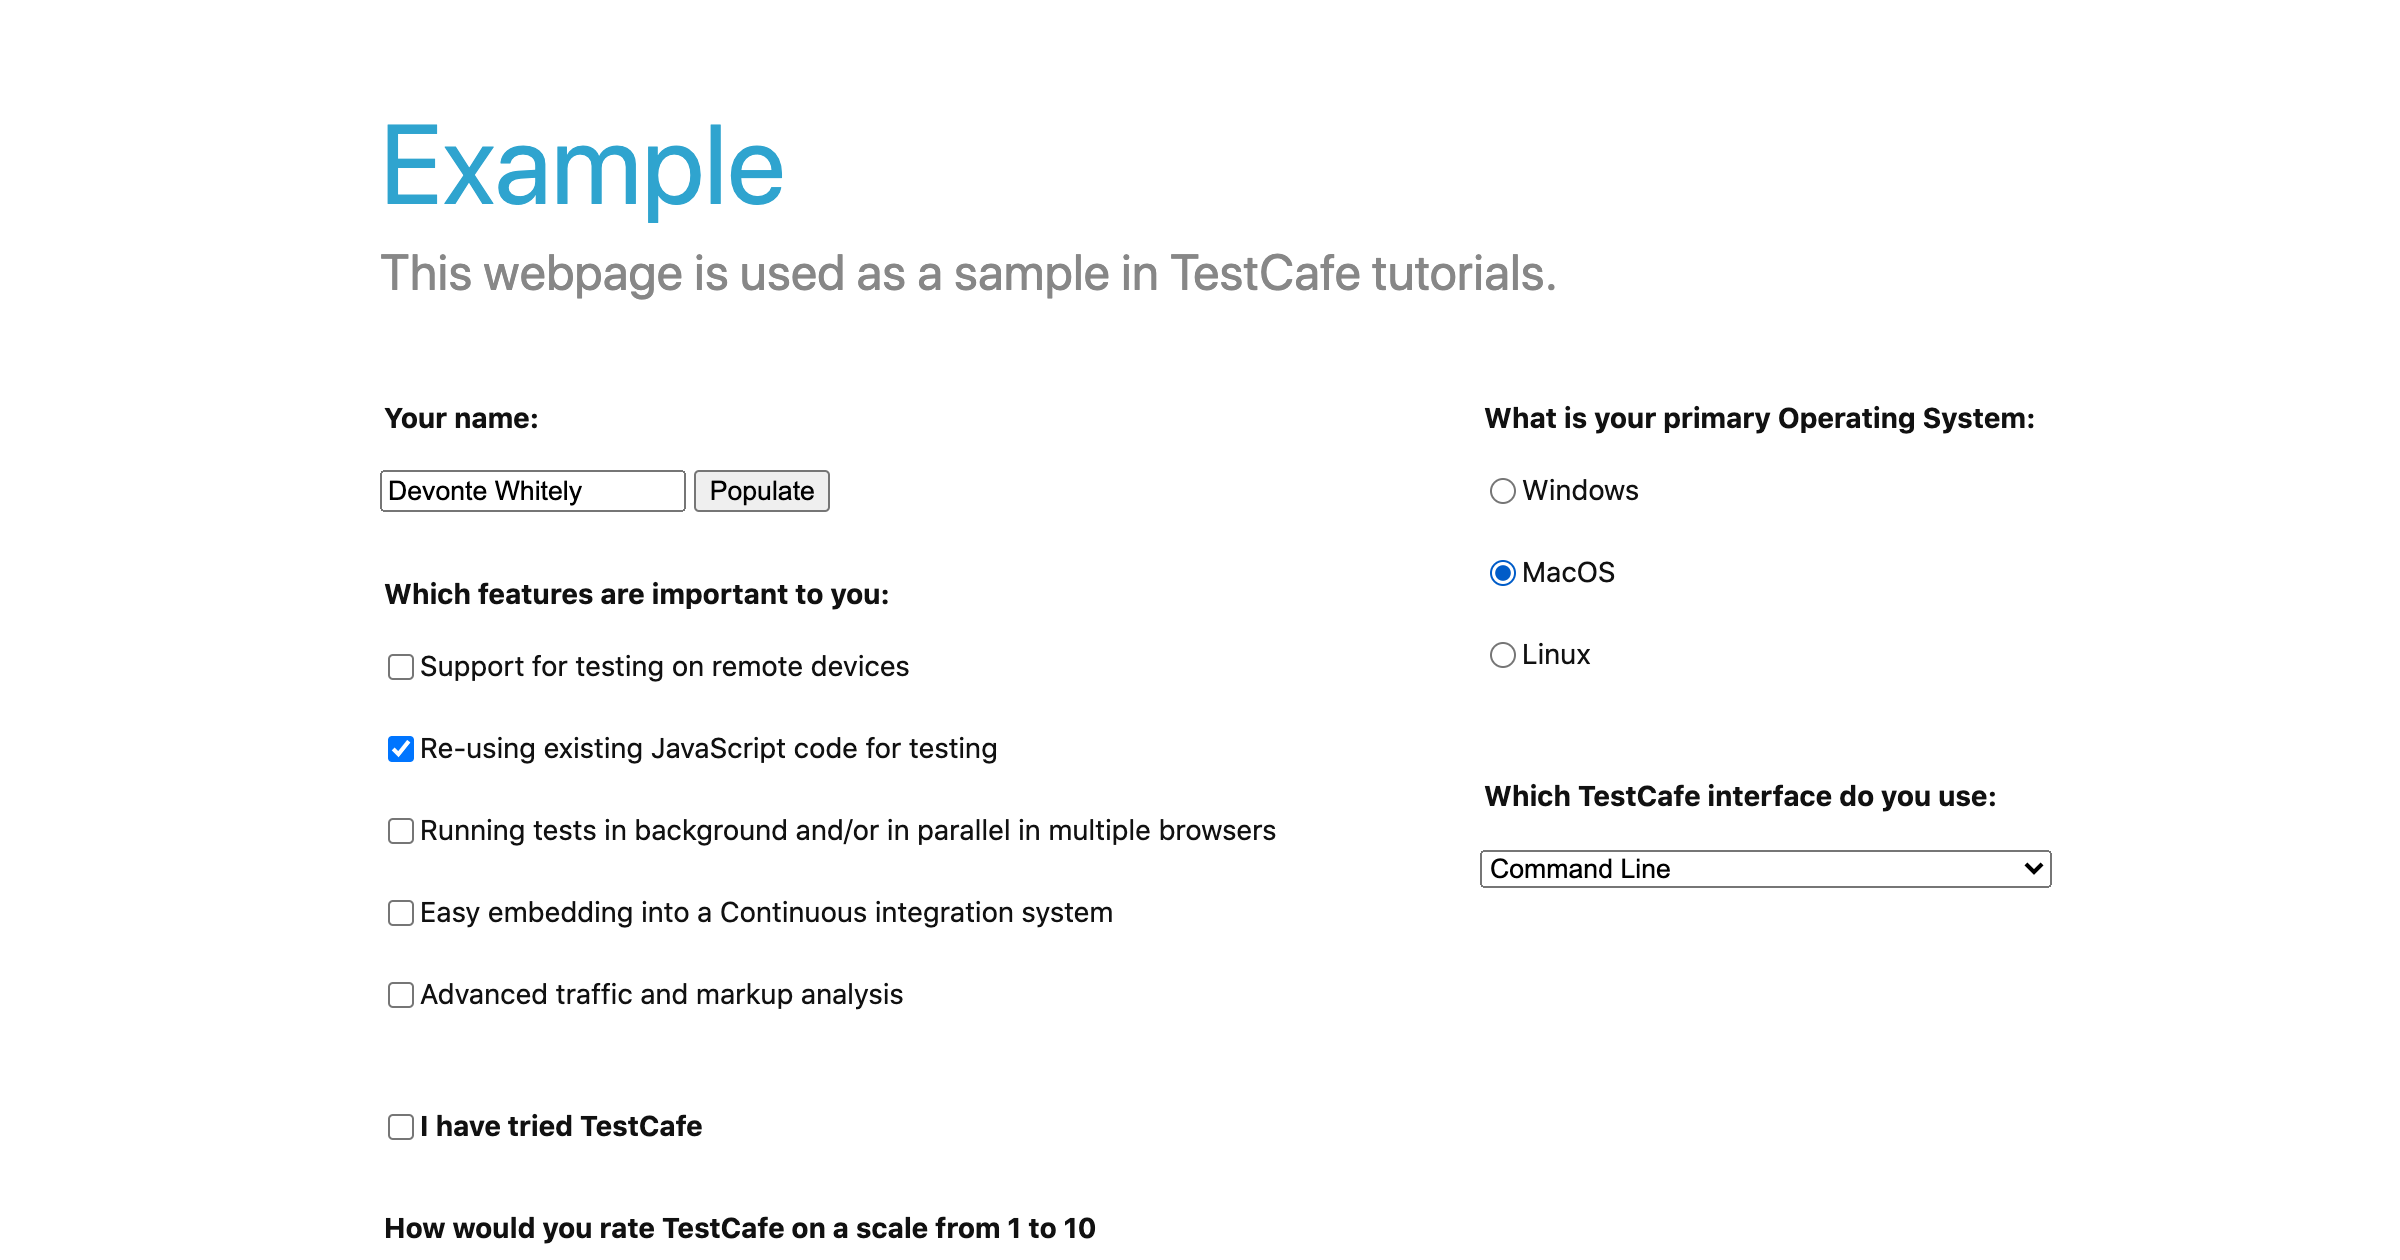 Example
This webpage is used as a sample in TestCafe tutorials.
Your name:
Devonte Whitely Populate
Which features are important to you:
Support for testing on remote devices
Re-using existing JavaScript code for testing
Running tests in background and/or in parallel in multiple browsers
Easy embedding into a Continuous integration system
Advanced traffic and markup analysis
I have tried TestCafe
How would you rate TestCafe on a scale from 1 to 10
What is your primary Operating System:
Windows
MacOS
Linux
Which TestCafe interface do you use:
Command Line